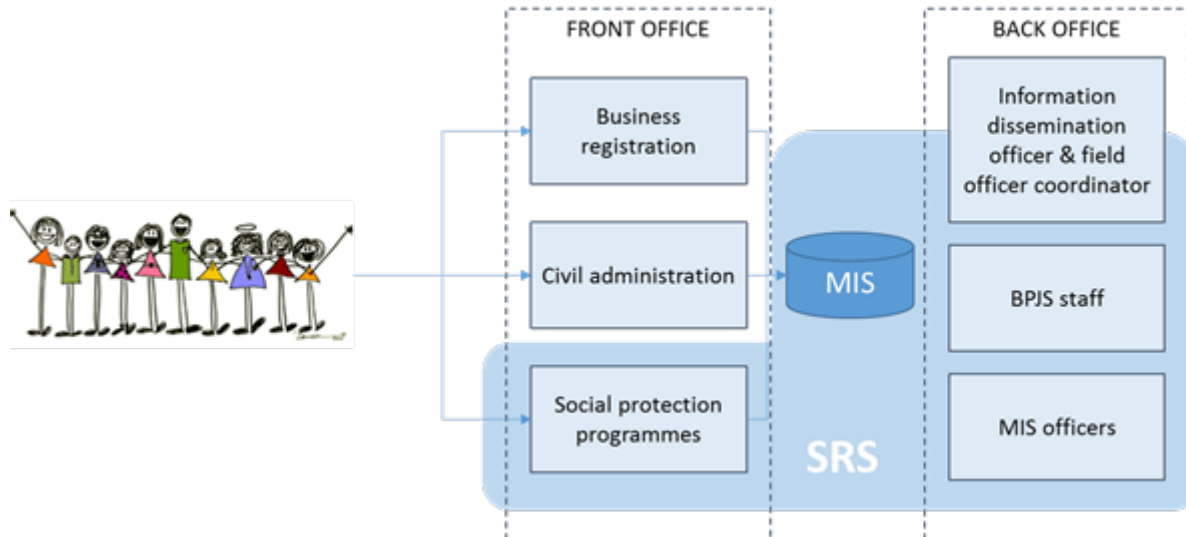 FRONT OFFICE
Business
registration
Civil administration
Social protection
programmes
MIS
SRS
BACK OFFICE
Information
dissemination
officer & field
officer coordinator
BPJS staff
MIS officers